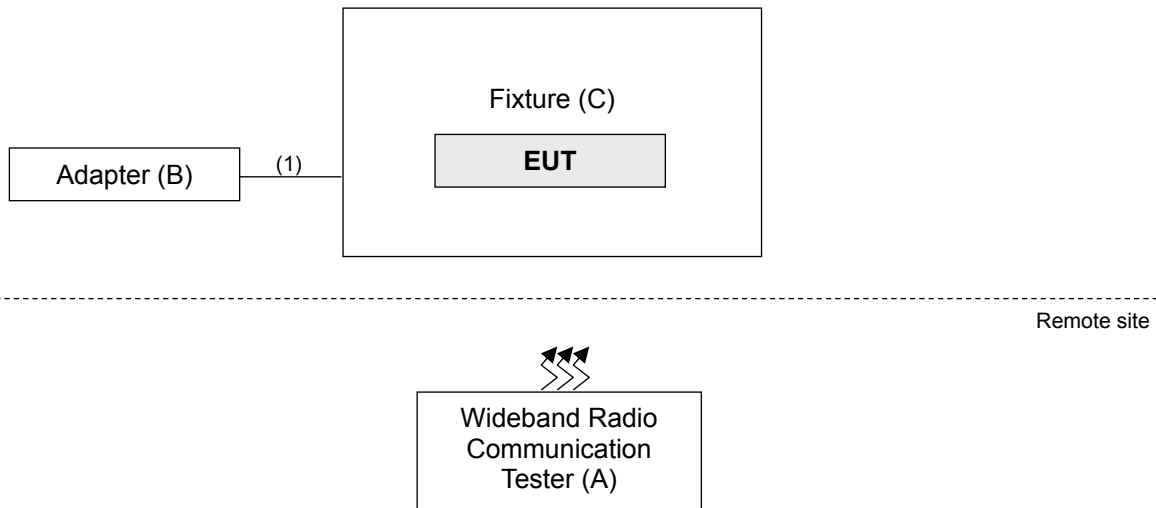 Fixture (C)
EUT
Adapter (B)
(1)
Remote site
Wideband Radio
Communication
Tester (A)